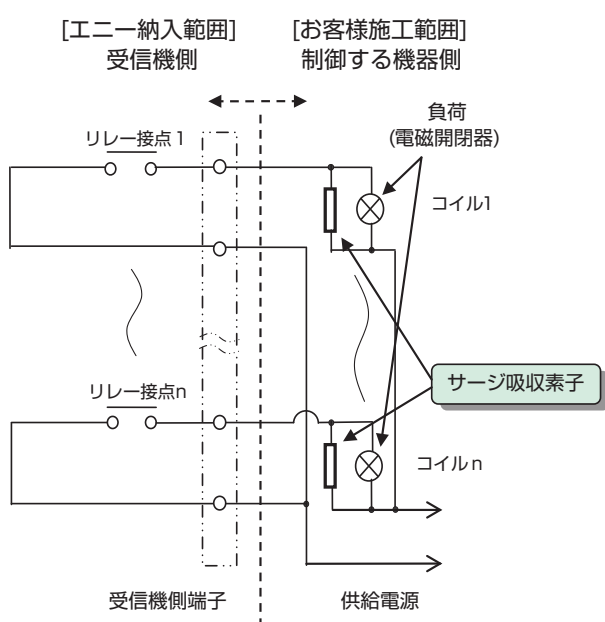 [エニー納入範囲]
受信機側
[お客様施工範囲]
制御する機器側
負荷
(電磁開閉器)
リレー接点1
コイル1
サージ吸収素子
リレー接点n
コイルn
受信機側端子
供給電源